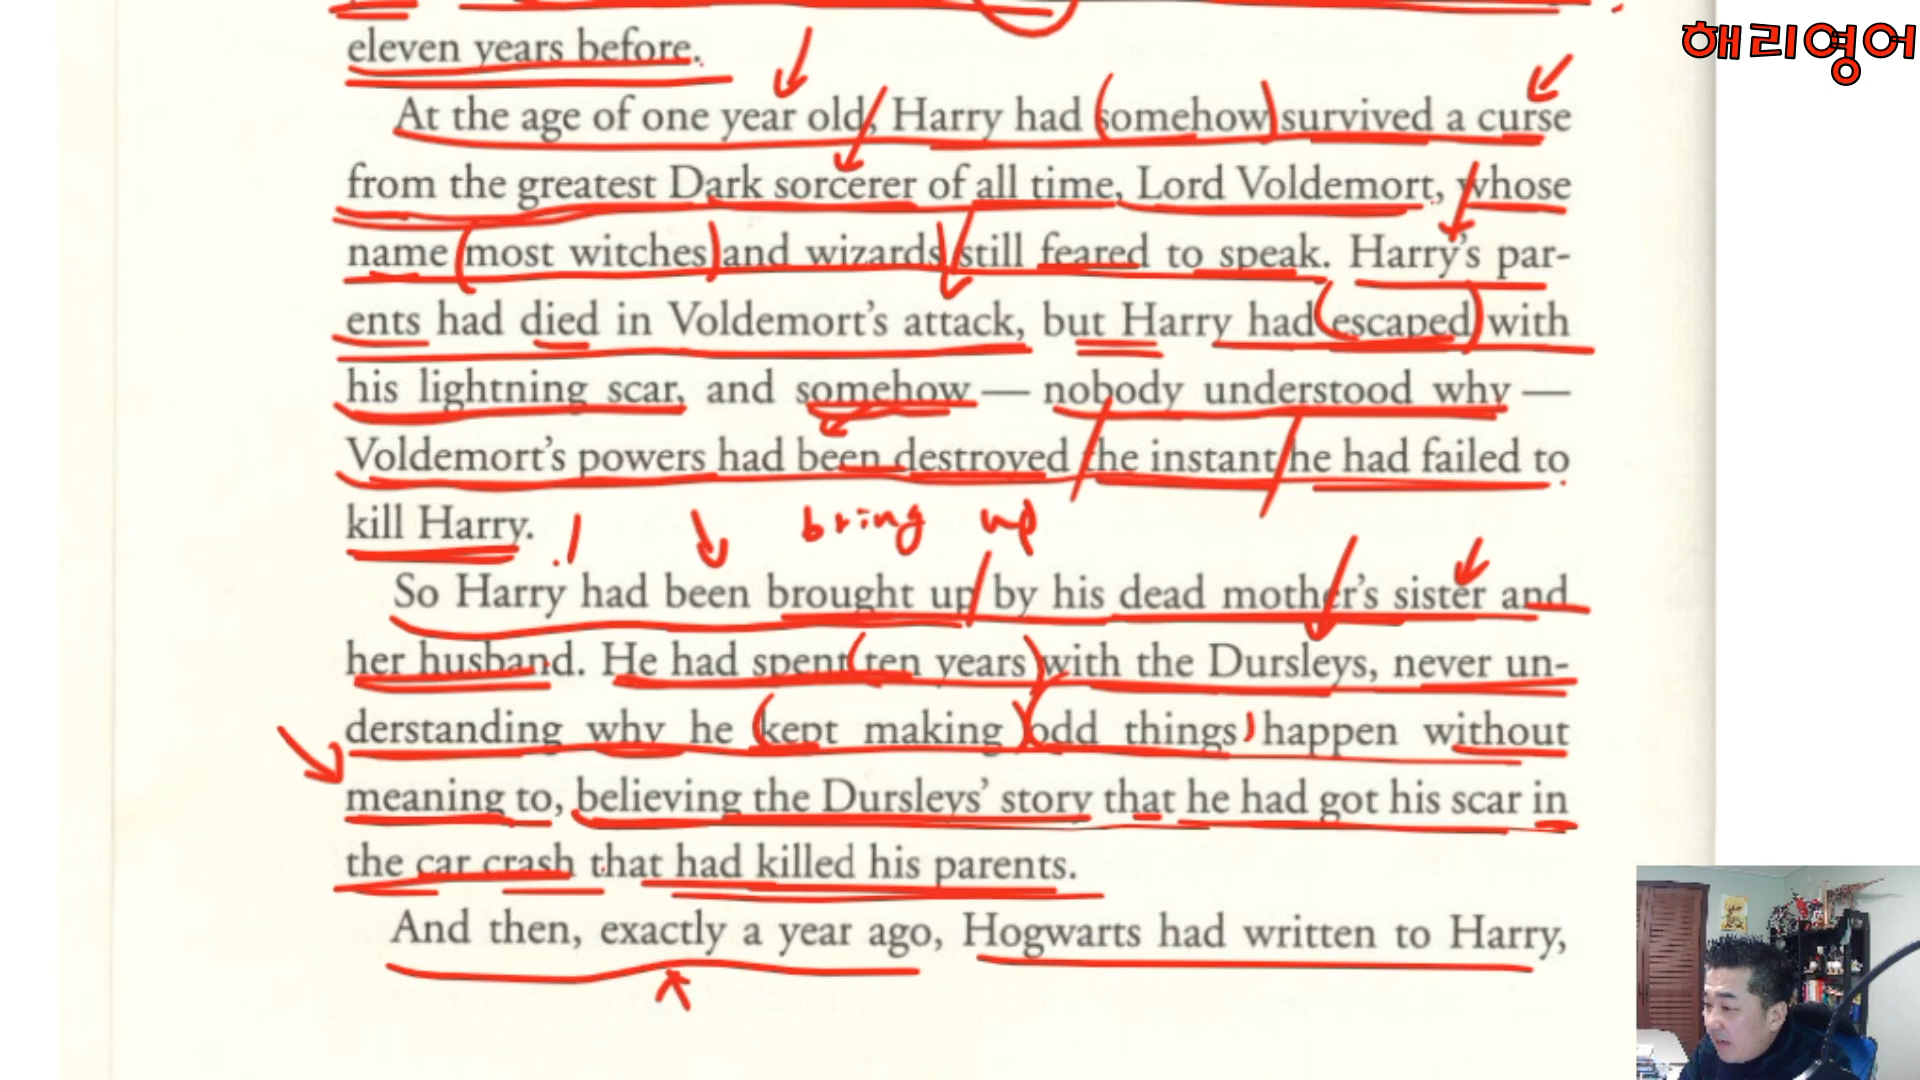 해리영어
eleven years before.
At the age of one year old, Harry had somehow survived a curse
from the greatest Dark sorcerer of all time, Lord Voldemort, whose
name most witches and wizards still feared to speak. Harry's par-
ents had died in Voldemort's attack, but Harry had escaped with
his lightning scar, and somehow — nobody understood why —
Voldemort's powers had been destroyed the instant he had failed to
kill Harry.
bring up
So Harry had been brought up by his dead mother's sister and
her husband. He had spent ten years with the Dursleys, never un-
derstanding why he kept making odd things happen without
meaning to, believing the Dursleys' story that he had got his scar in
the car crash that had killed his parents.
And then, exactly a year ago, Hogwarts had written to Harry,